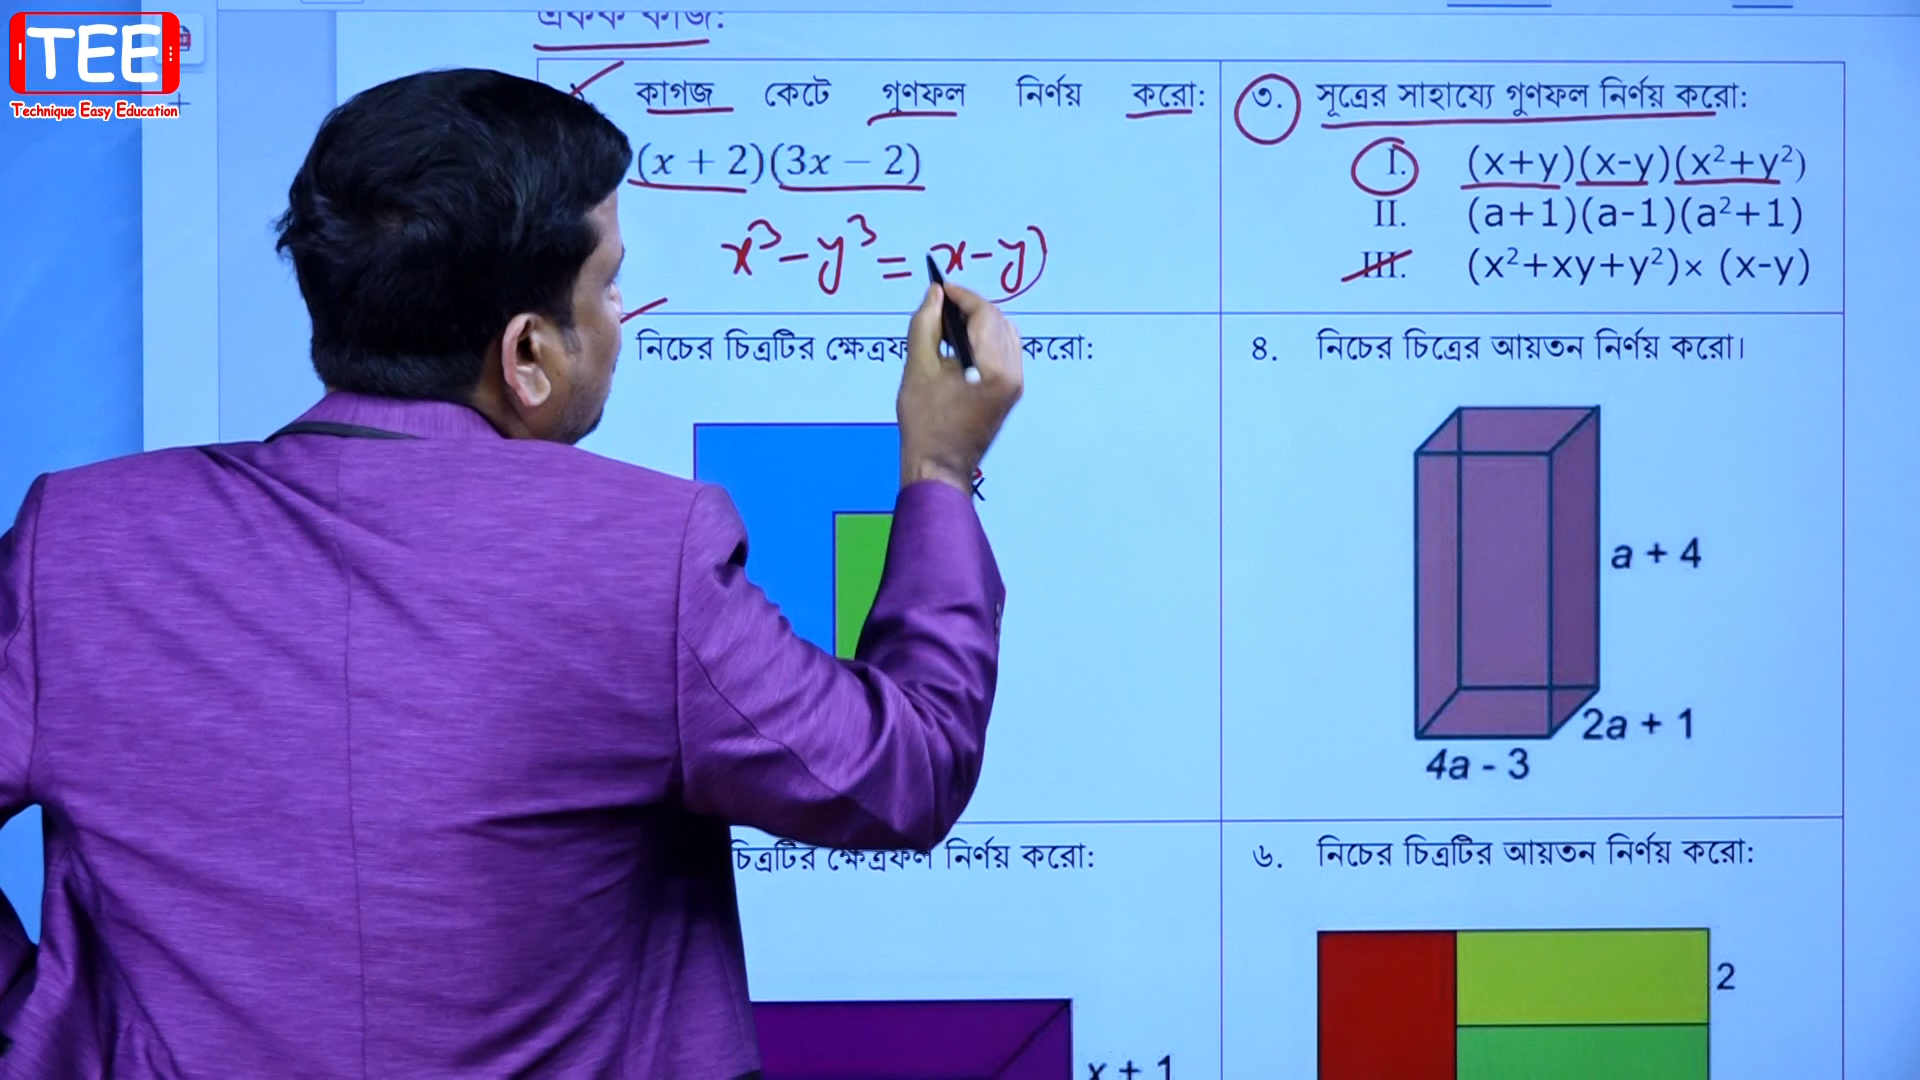 TEE
Technique Easy Education
একক কাজ:
কাগজ কেটে গুণফল নির্ণয় করো:
(x + 2)(3x − 2)
x³ − y³ = x − y)
নিচের চিত্রটির করো:
x
চিত্রটির ক্ষেত্রফল নির্ণয় করো:
x + 1
৩. সূত্রের সাহায্যে গুণফল নির্ণয় করো:
I. (x+y)(x-y)(x²+y²)
II. (a+1)(a-1)(a²+1)
III. (x²+xy+y²)× (x-y)
৪. নিচের চিত্রের আয়তন নির্ণয় করো।
a + 4
2a + 1
4a - 3
৬. নিচের চিত্রটির আয়তন নির্ণয় করো:
2